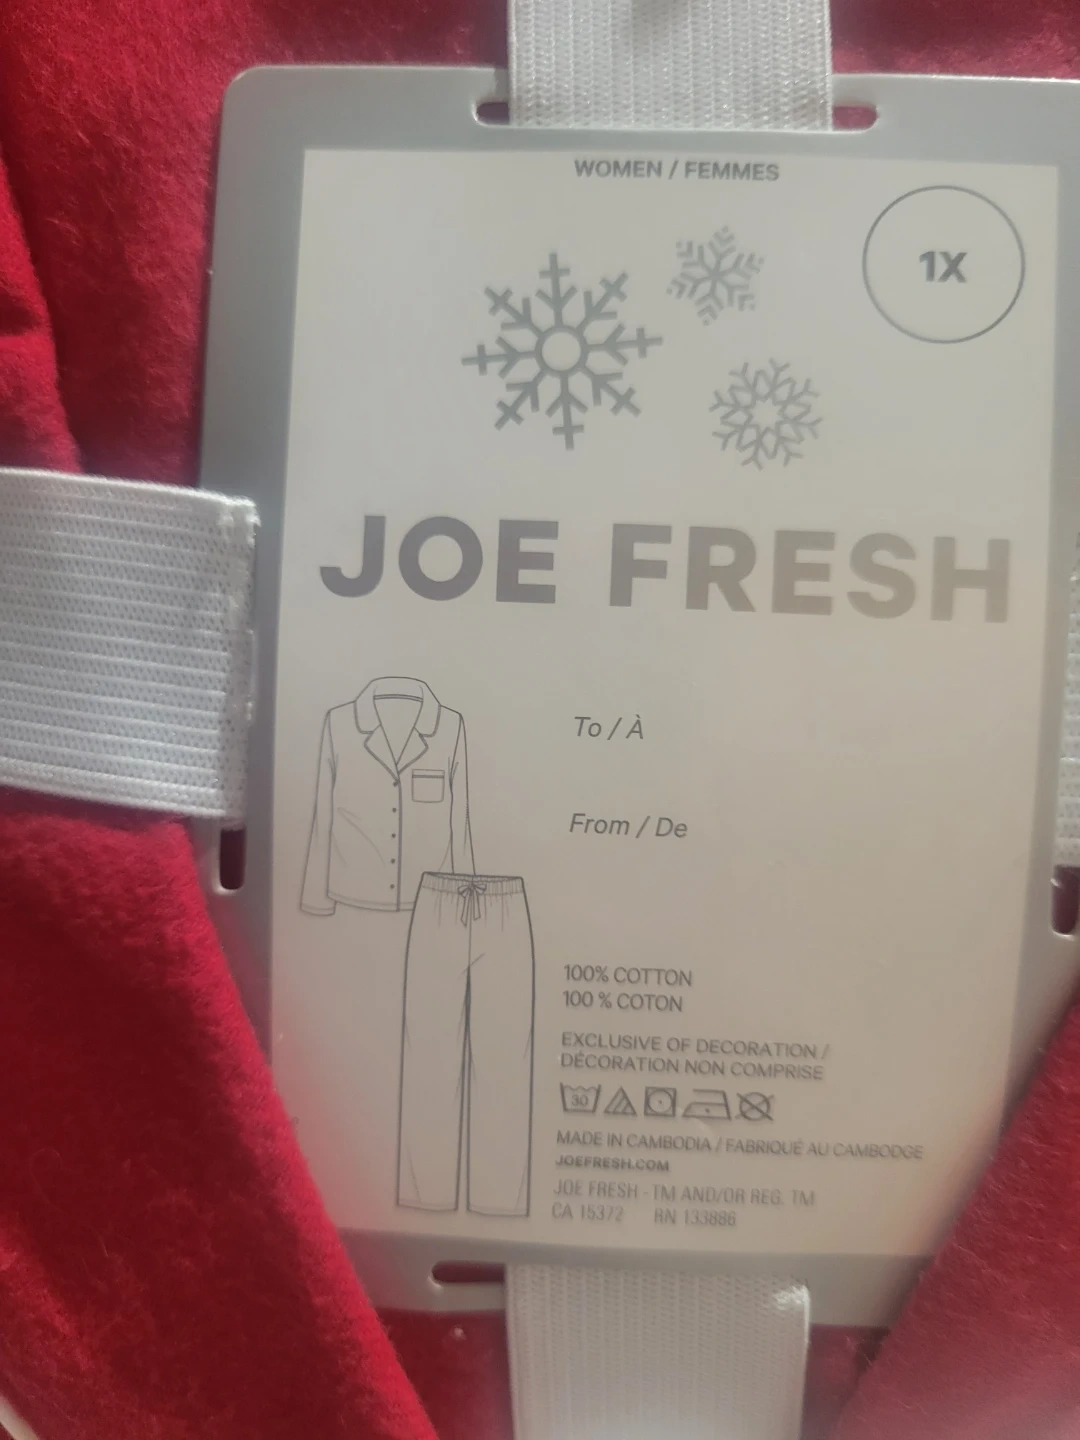 WOMEN / FEMMES
1X
JOE FRESH
To / À
From / De
100% COTTON
100 % COTON
EXCLUSIVE OF DECORATION /
DÉCORATION NON COMPRISE
30
MADE IN CAMBODIA / FABRIQUÉ AU CAMBODGE
JOEFRESH.COM
JOE FRESH - TM AND/OR REG. TM
CA 15372 RN 133886